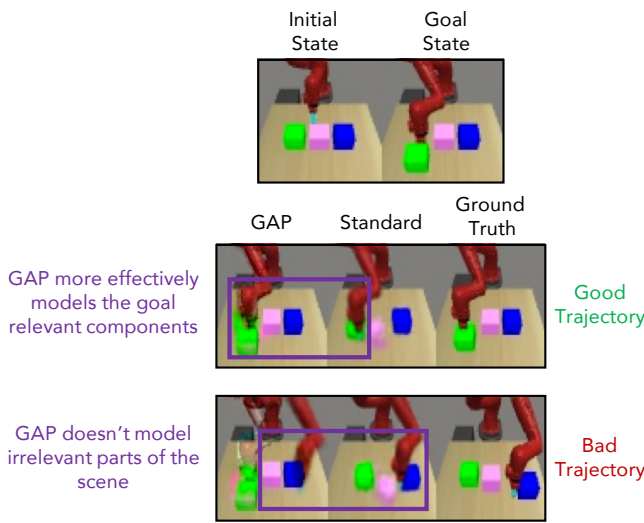 Initial State
Goal State
GAP
Standard
Ground Truth
GAP more effectively
models the goal
relevant components
Good
Trajectory
GAP doesn't model
irrelevant parts of the
scene
Bad
Trajectory